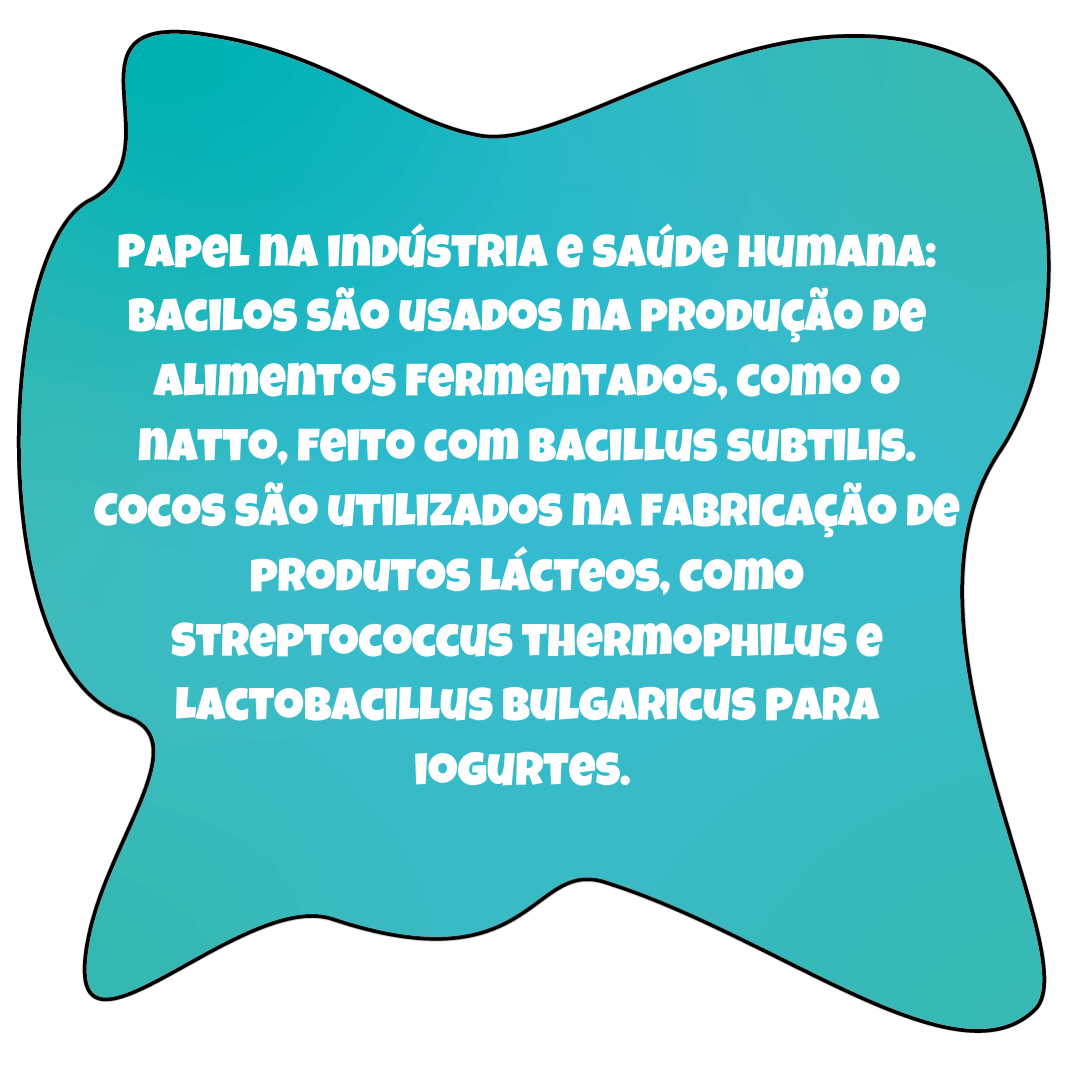 Papel na indústria e saúde humana:
Bacilos são usados na produção de
alimentos fermentados, como o
natto, feito com Bacillus subtilis.
Cocos são utilizados na fabricação de
produtos lácteos, como
Streptococcus thermophilus e
Lactobacillus bulgaricus para
iogurtes.